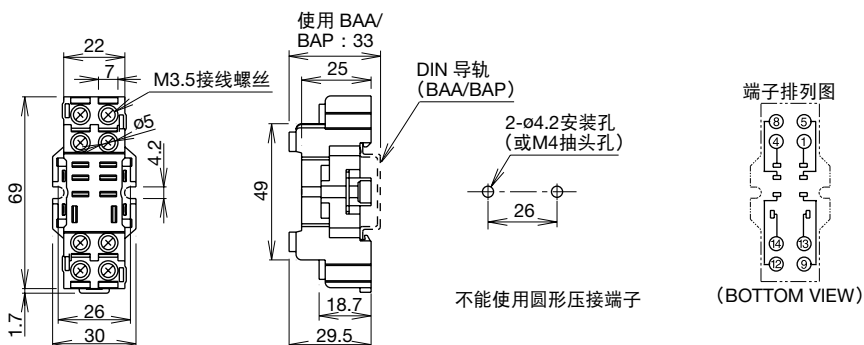 使用 BAA/
BAP：33
22
7
M3.5接线螺丝
ø5
4.2
69
1.7
26
30
25
DIN 导轨
（BAA/BAP）
49
18.7
29.5
2-ø4.2安装孔
（或M4抽头孔）
26
不能使用圆形压接端子
端子排列图
8 5
4 1
14 13
12 9
(BOTTOM VIEW)